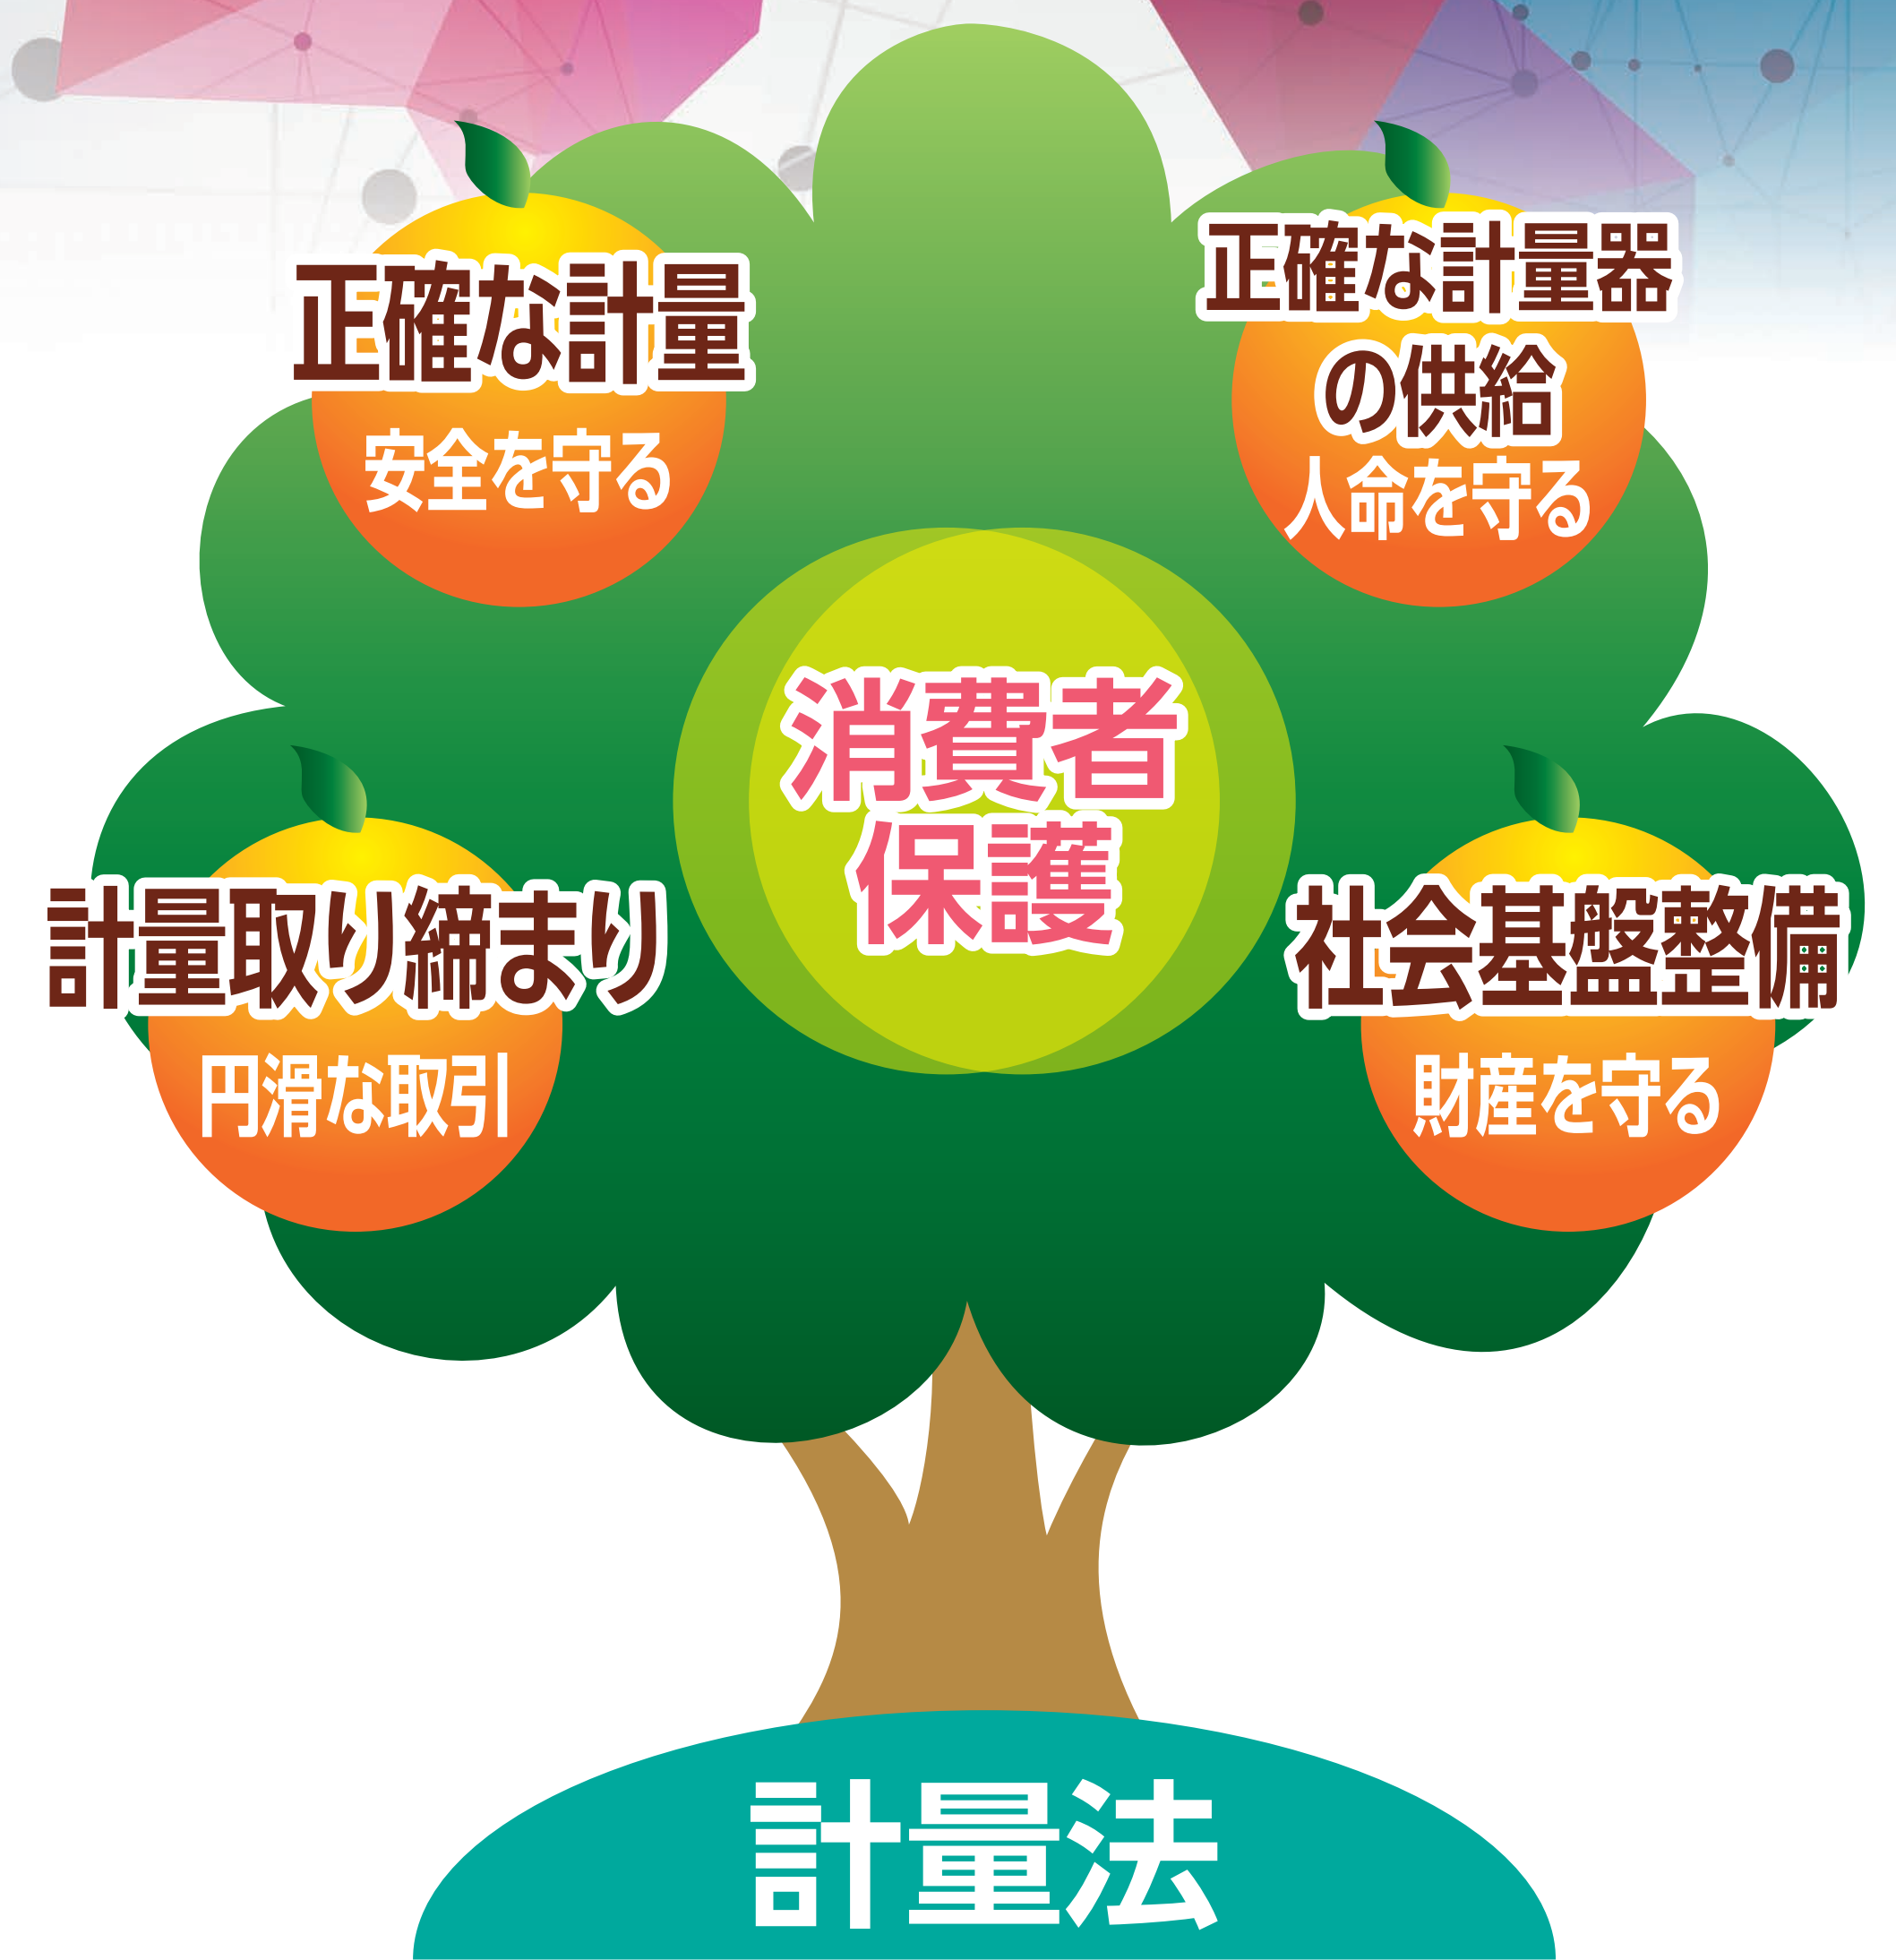 正確な計量
安全を守る
正確な計量器
の供給
人命を守る
消費者
保護
計量取り締まり
円滑な取引
社会基盤整備
財産を守る
計量法